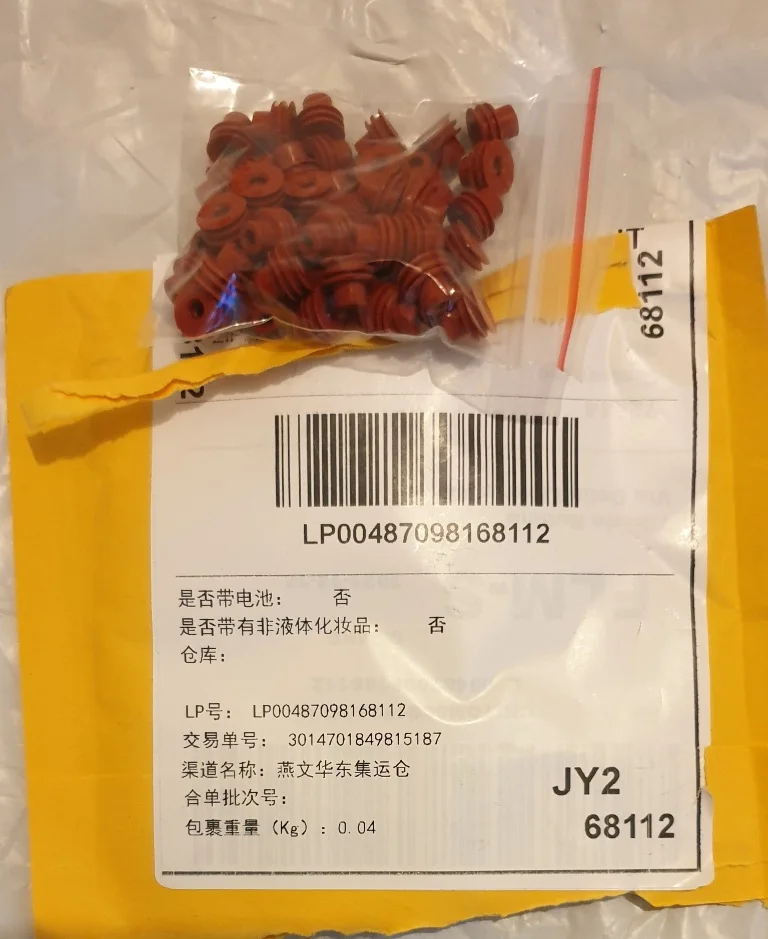 68112
LP00487098168112
是否带电池： 否
是否带有非液体化妆品： 否
仓库：
LP号： LP00487098168112
交易单号： 3014701849815187
渠道名称：燕文华东集运仓
合单批次号：
包裹重量（Kg）：0.04
JY2
68112